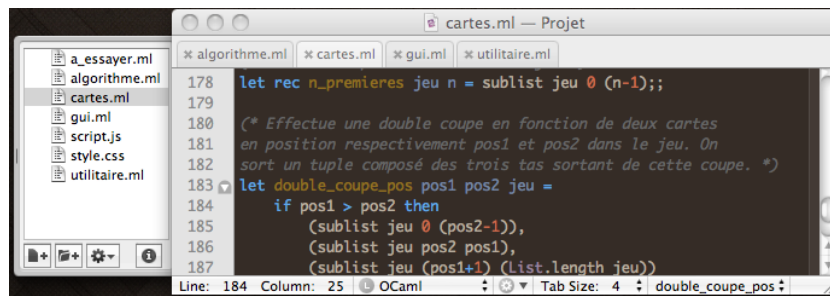 cartes.ml — Projet
a_essayer.ml
algorithme.ml
cartes.ml
gui.ml
script.js
style.css
utilitaire.ml
algorithme.ml cartes.ml gui.ml utilitaire.ml
178 let rec n_premieres jeu n = sublist jeu 0 (n-1);;
179
180 (* Effectue une double coupe en fonction de deux cartes
181 en position respectivement pos1 et pos2 dans le jeu. On
182 sort un tuple composé des trois tas sortant de cette coupe. *)
183 let double_coupe_pos pos1 pos2 jeu =
184 if pos1 > pos2 then
185 (sublist jeu 0 (pos2-1)),
186 (sublist jeu pos2 pos1),
187 (sublist jeu (pos1+1) (List.length jeu))
Line: 184 Column: 25 L OCaml Tab Size: 4 double_coupe_pos